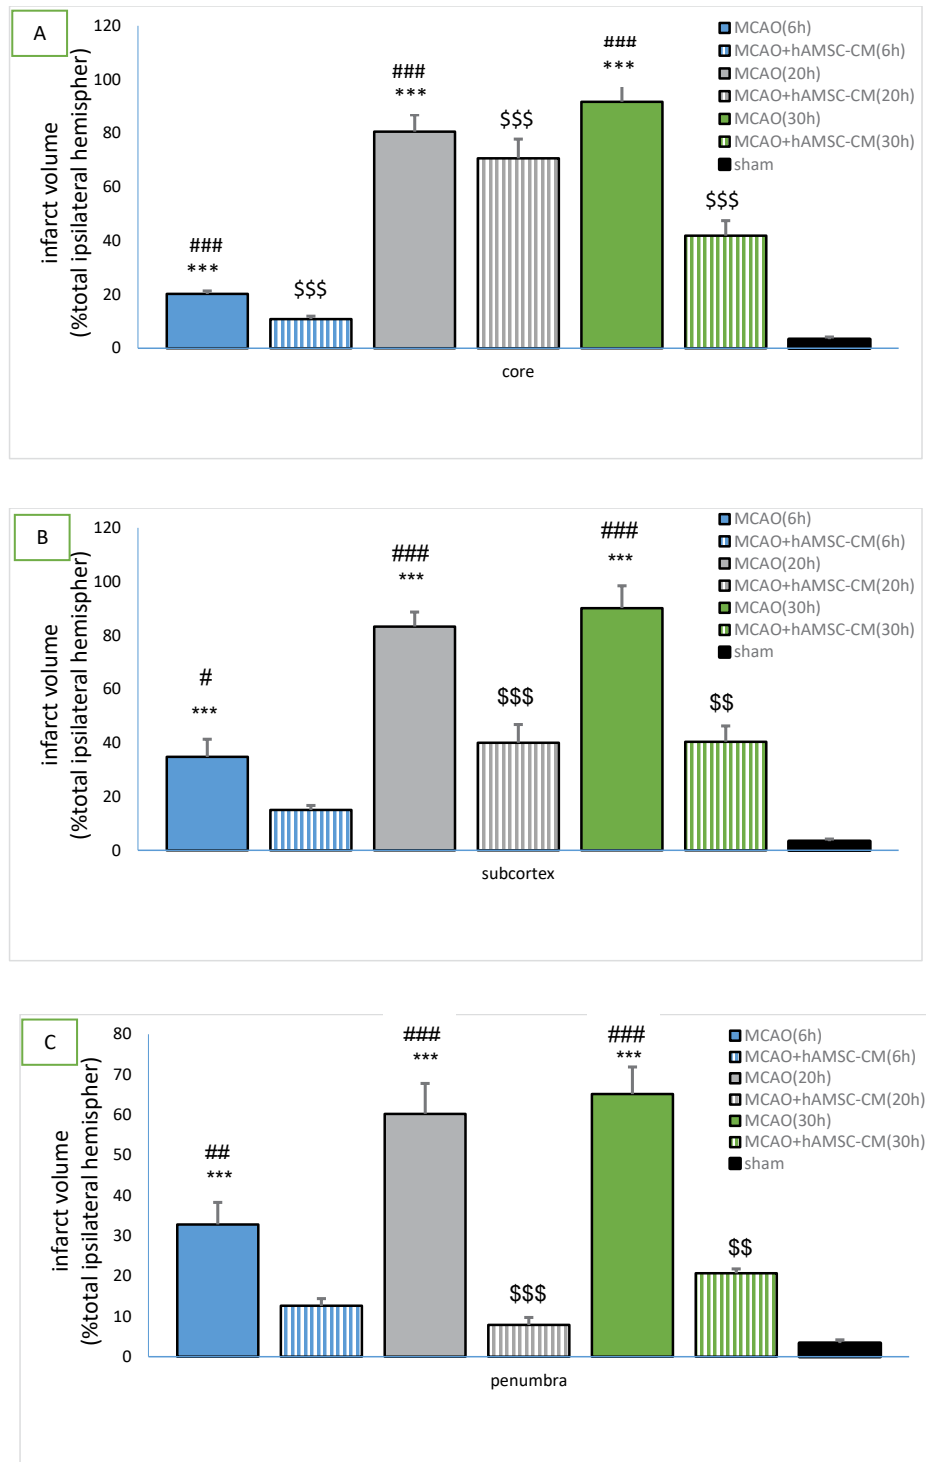 A
infarct volume
(%total ipsilateral hemispher)
120
100
80
60
40
20
0
###
***
$$$
###
***
$$$
###
***
$$$
core
MCAO(6h)
MCAO+hAMSC-CM(6h)
MCAO(20h)
MCAO+hAMSC-CM(20h)
MCAO(30h)
MCAO+hAMSC-CM(30h)
sham
B
infarct volume
(%total ipsilateral hemispher)
120
100
80
60
40
20
0
#
***
###
***
$$$
###
***
$$
subcortex
MCAO(6h)
MCAO+hAMSC-CM(6h)
MCAO(20h)
MCAO+hAMSC-CM(20h)
MCAO(30h)
MCAO+hAMSC-CM(30h)
sham
C
infarct volume
(%total ipsilateral hemispher)
80
70
60
50
40
30
20
10
0
##
***
###
***
$$$
###
***
$$
penumbra
MCAO(6h)
MCAO+hAMSC-CM(6h)
MCAO(20h)
MCAO+hAMSC-CM(20h)
MCAO(30h)
MCAO+hAMSC-CM(30h)
sham